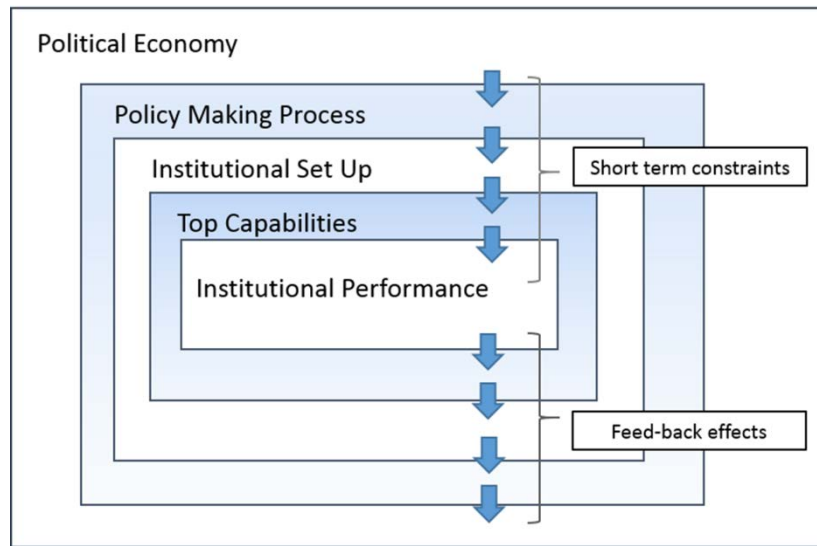 Political Economy
Policy Making Process
Short term constraints
Institutional Set Up
Top Capabilities
Institutional Performance
Feed-back effects